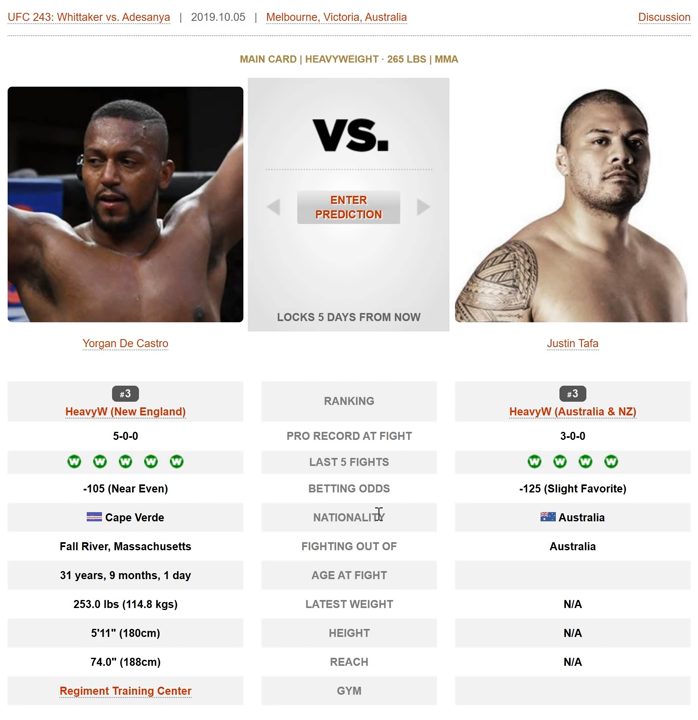 UFC 243: Whittaker vs. Adesanya | 2019.10.05 | Melbourne, Victoria, Australia Discussion
MAIN CARD | HEAVYWEIGHT · 265 LBS | MMA
VS.
ENTER
PREDICTION
LOCKS 5 DAYS FROM NOW
Yorgan De Castro Justin Tafa
#3 #3
HeavyW (New England) RANKING HeavyW (Australia & NZ)
5-0-0 PRO RECORD AT FIGHT 3-0-0
W W W W W LAST 5 FIGHTS W W W W
-105 (Near Even) BETTING ODDS -125 (Slight Favorite)
Cape Verde NATIONALITY Australia
Fall River, Massachusetts FIGHTING OUT OF Australia
31 years, 9 months, 1 day AGE AT FIGHT
253.0 lbs (114.8 kgs) LATEST WEIGHT N/A
5'11" (180cm) HEIGHT N/A
74.0" (188cm) REACH N/A
Regiment Training Center GYM